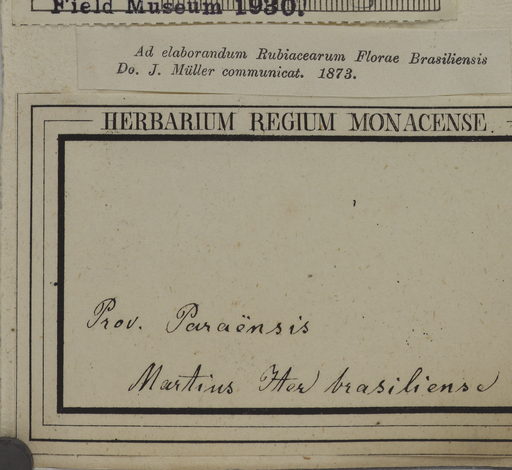 Field Museum 1930.
Ad elaborandum Rubiacearum Florae Brasiliensis
Do. J. Müller communicat. 1873.
HERBARIUM REGIUM MONACENSE.
Prov. Paraënsis
Martius Iter brasiliense